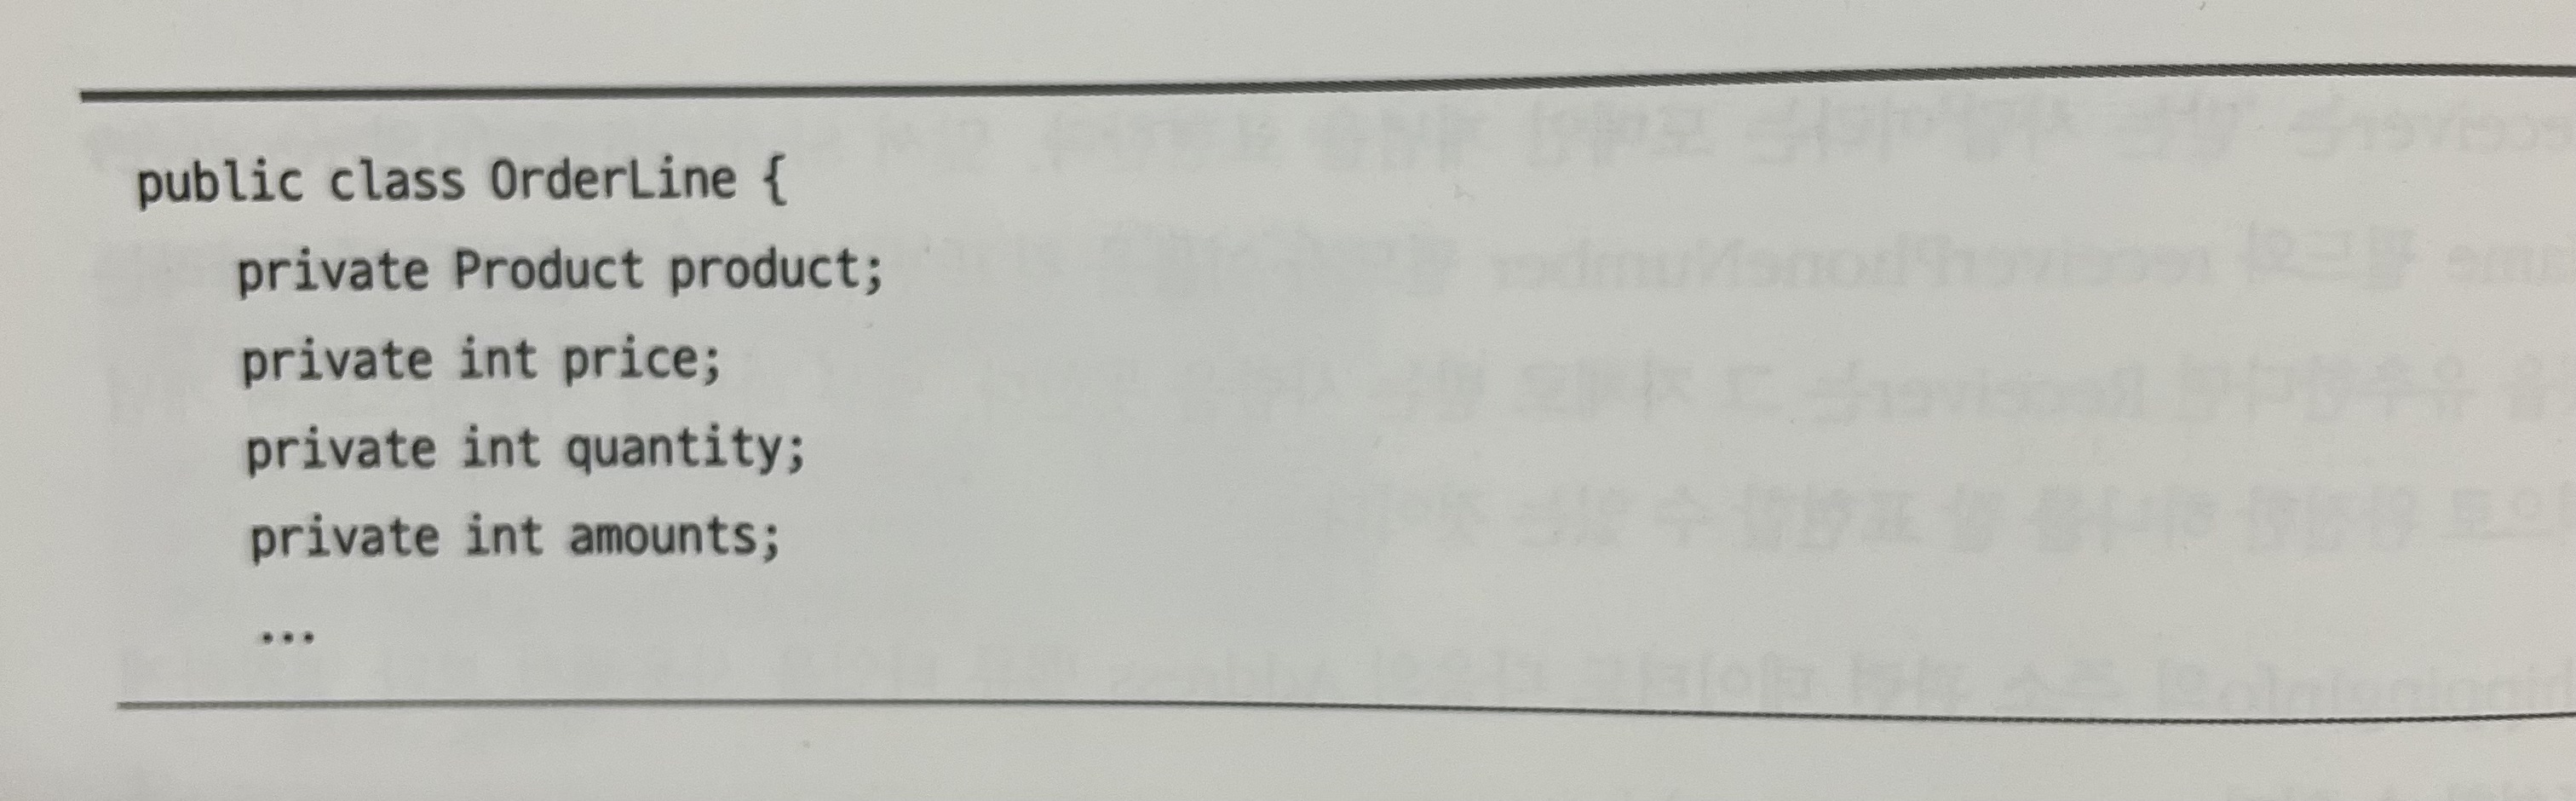 public class OrderLine {
private Product product;
private int price;
private int quantity;
private int amounts;
...